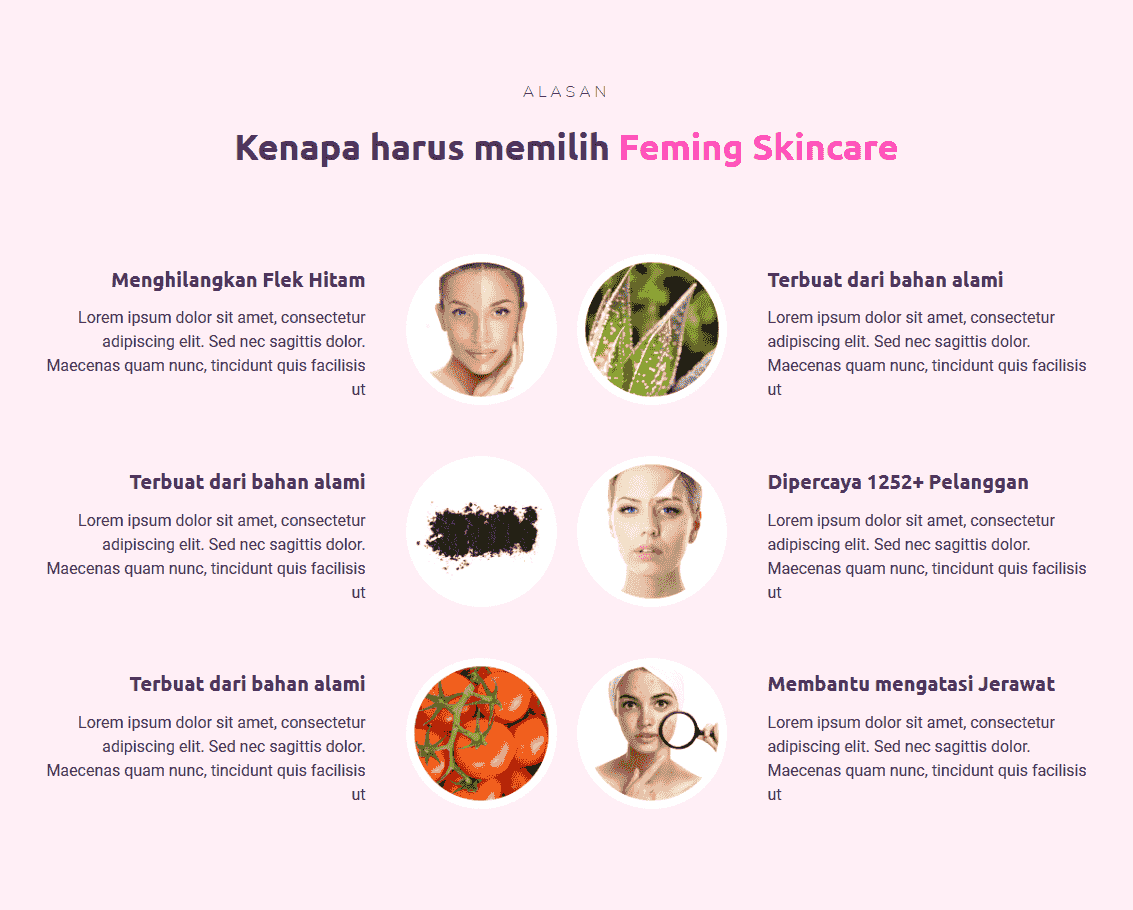 ALASAN
Kenapa harus memilih Feming Skincare
Menghilangkan Flek Hitam
Lorem ipsum dolor sit amet, consectetur
adipiscing elit. Sed nec sagittis dolor.
Maecenas quam nunc, tincidunt quis facilisis
ut
Terbuat dari bahan alami
Lorem ipsum dolor sit amet, consectetur
adipiscing elit. Sed nec sagittis dolor.
Maecenas quam nunc, tincidunt quis facilisis
ut
Terbuat dari bahan alami
Lorem ipsum dolor sit amet, consectetur
adipiscing elit. Sed nec sagittis dolor.
Maecenas quam nunc, tincidunt quis facilisis
ut
Dipercaya 1252+ Pelanggan
Lorem ipsum dolor sit amet, consectetur
adipiscing elit. Sed nec sagittis dolor.
Maecenas quam nunc, tincidunt quis facilisis
ut
Terbuat dari bahan alami
Lorem ipsum dolor sit amet, consectetur
adipiscing elit. Sed nec sagittis dolor.
Maecenas quam nunc, tincidunt quis facilisis
ut
Membantu mengatasi Jerawat
Lorem ipsum dolor sit amet, consectetur
adipiscing elit. Sed nec sagittis dolor.
Maecenas quam nunc, tincidunt quis facilisis
ut